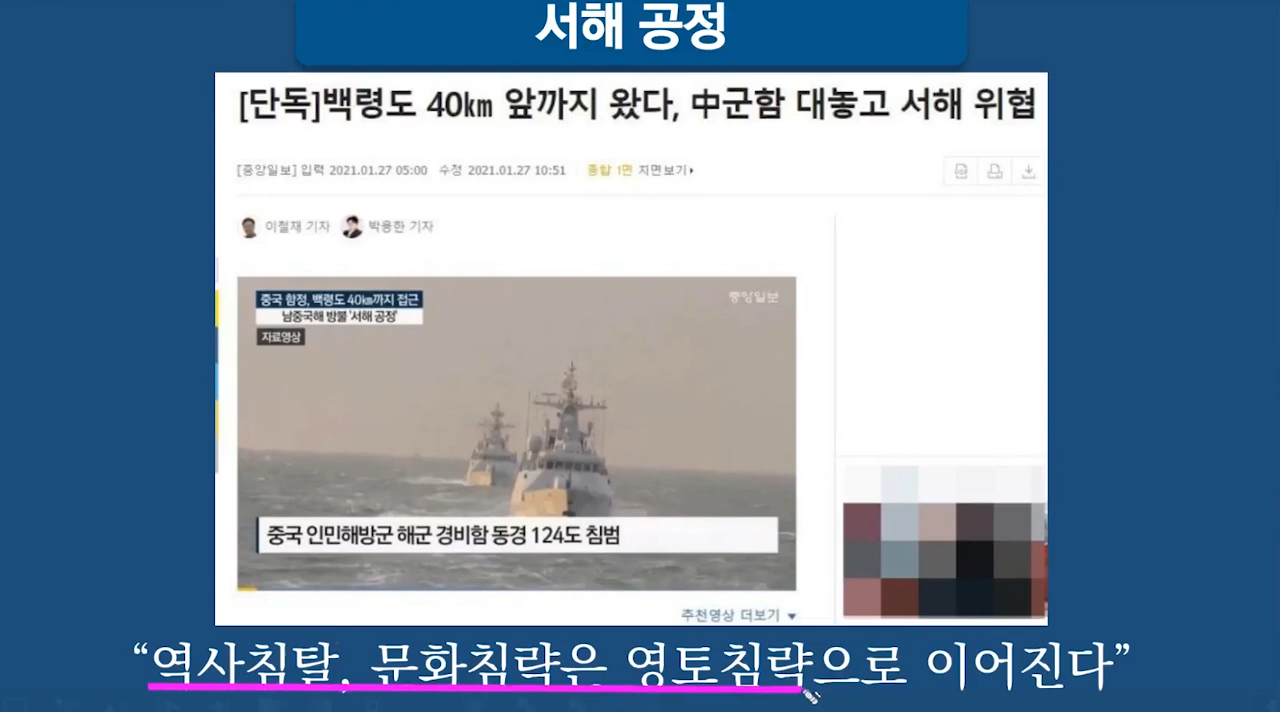 서해 공정
[단독]백령도 40㎞ 앞까지 왔다, 中군함 대놓고 서해 위협
[중앙일보] 입력 2021.01.27 05:00 수정 2021.01.27 10:51 종합 1면 지면보기
이철재 기자 박용한 기자
중국 함정, 백령도 40㎞까지 접근
중앙일보
남중국해 방불 '서해 공정'
자료영상
중국 인민해방군 해군 경비함 동경 124도 침범
추천영상 더보기
“역사침탈, 문화침략은 영토침략으로 이어진다”